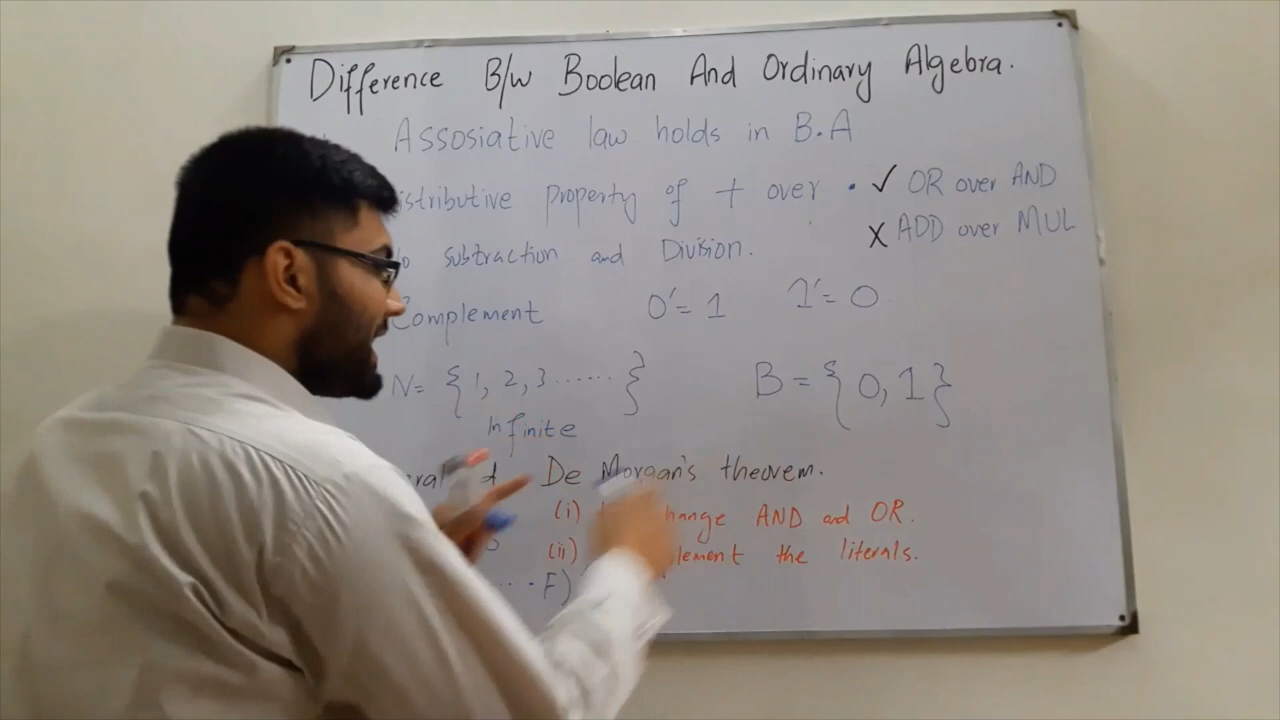 Difference B/w Boolean And Ordinary Algebra.
Assosiative law holds in B.A
istributive property of + over • ✓ OR over AND
X ADD over MUL
o subtraction and Division.
Complement 0'= 1 1'= 0
N= { 1, 2, 3 ...... } B = { 0, 1 }
Infinite
De Morgan's theorem.
(i) hange AND and OR.
(ii) lement the literals.
... F)